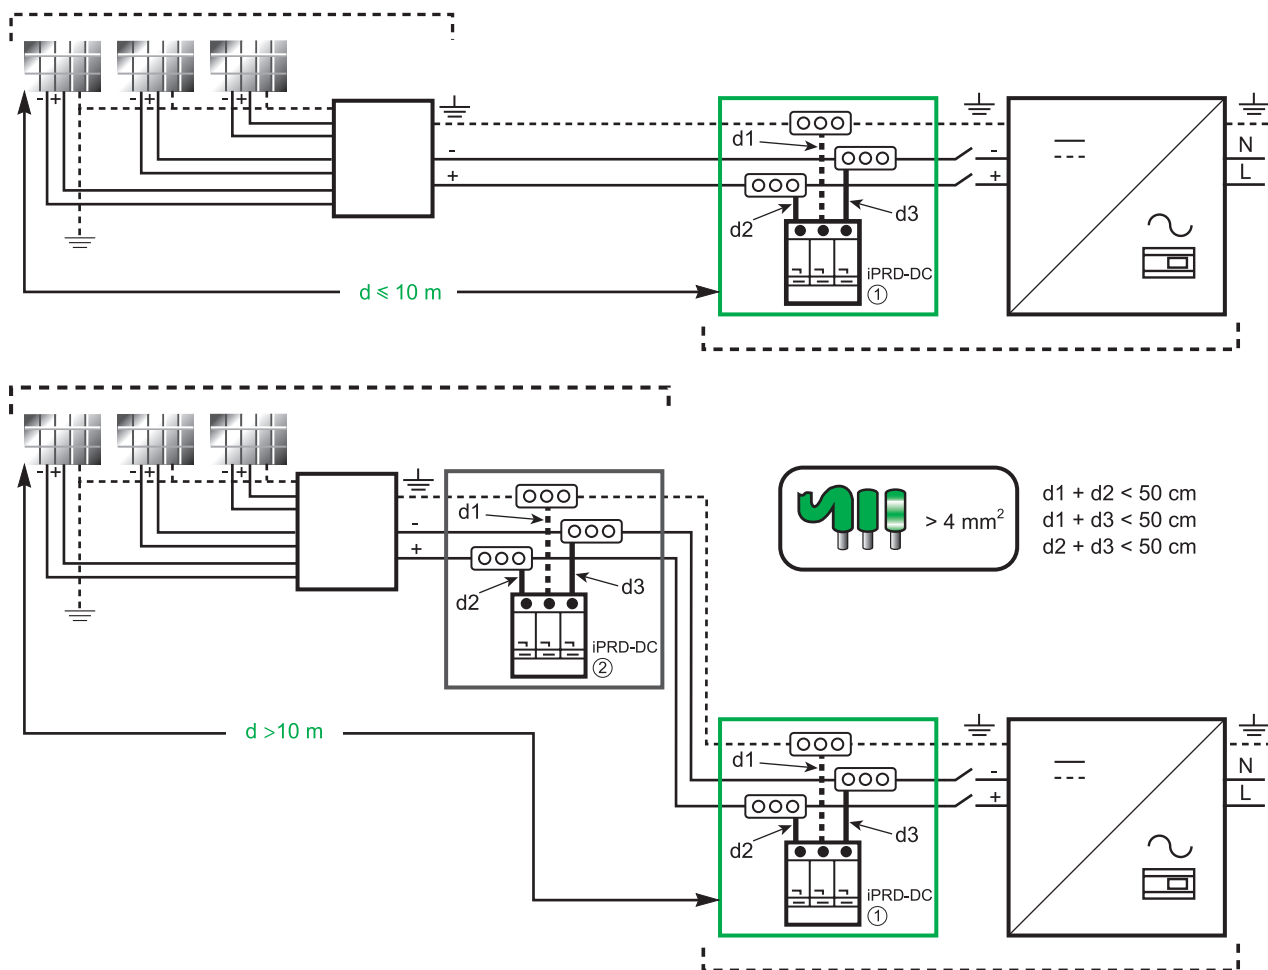 - + - + - +
-
+
d1
d2
d3
iPRD-DC
1
-
+
N
L
d ⩽ 10 m
- + - + - +
-
+
d1
d2
d3
iPRD-DC
2
> 4 mm²
d1 + d2 < 50 cm
d1 + d3 < 50 cm
d2 + d3 < 50 cm
d >10 m
d1
d2
d3
iPRD-DC
1
-
+
N
L